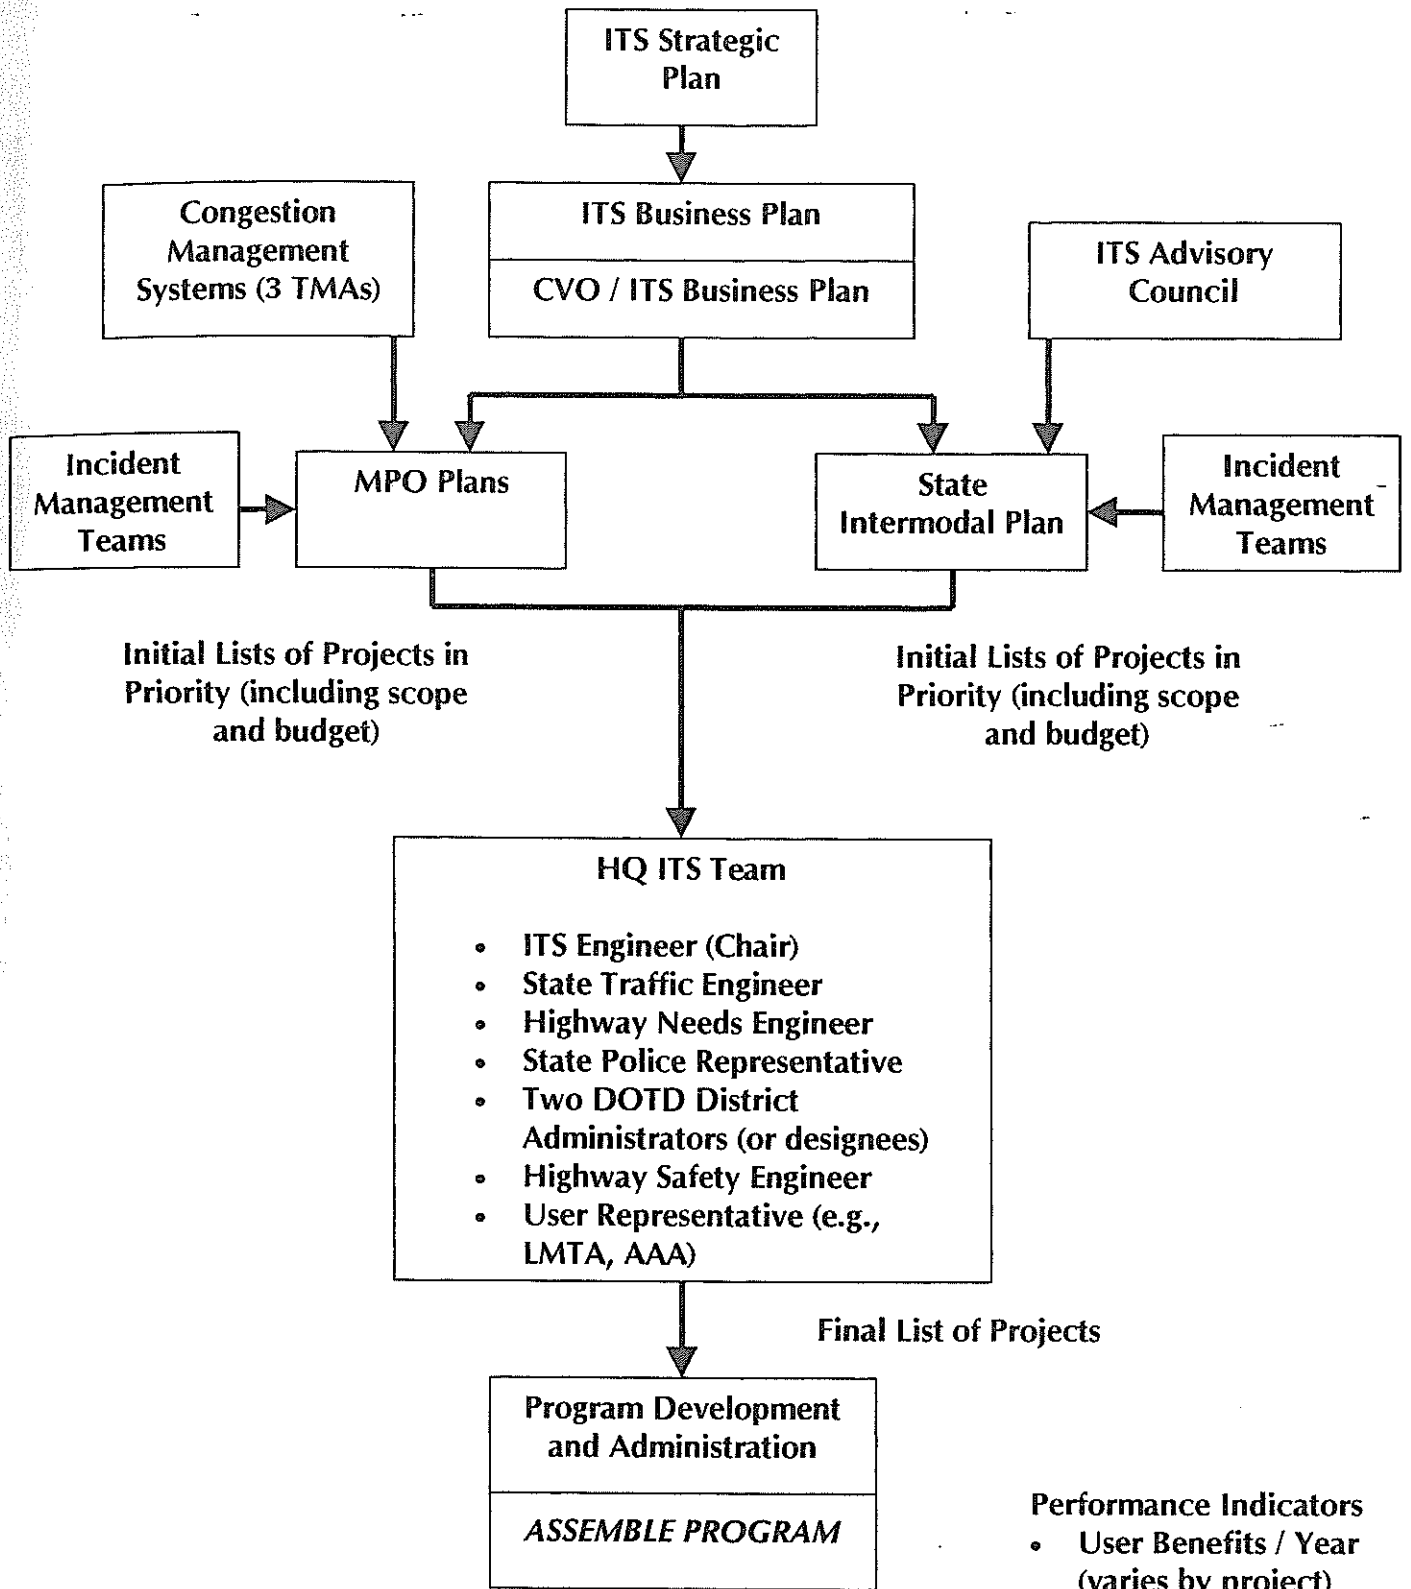 ITS Strategic
Plan
Congestion
Management
Systems (3 TMAs)
ITS Business Plan
CVO / ITS Business Plan
ITS Advisory
Council
Incident
Management
Teams
MPO Plans
State
Intermodal Plan
Incident
Management
Teams
Initial Lists of Projects in
Priority (including scope
and budget)
Initial Lists of Projects in
Priority (including scope
and budget)
HQ ITS Team
• ITS Engineer (Chair)
• State Traffic Engineer
• Highway Needs Engineer
• State Police Representative
• Two DOTD District
Administrators (or designees)
• Highway Safety Engineer
• User Representative (e.g.,
LMTA, AAA)
Final List of Projects
Program Development
and Administration
ASSEMBLE PROGRAM
Performance Indicators
• User Benefits / Year
(varies by project)